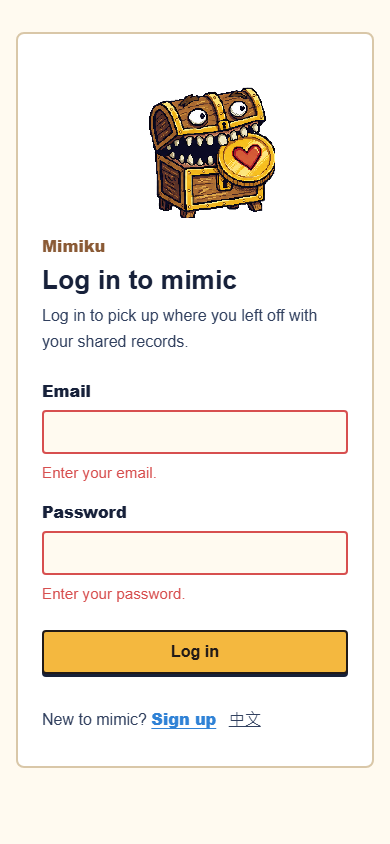 Mimiku
Log in to mimic
Log in to pick up where you left off with
your shared records.
Email
Enter your email.
Password
Enter your password.
Log in
New to mimic? Sign up 中文